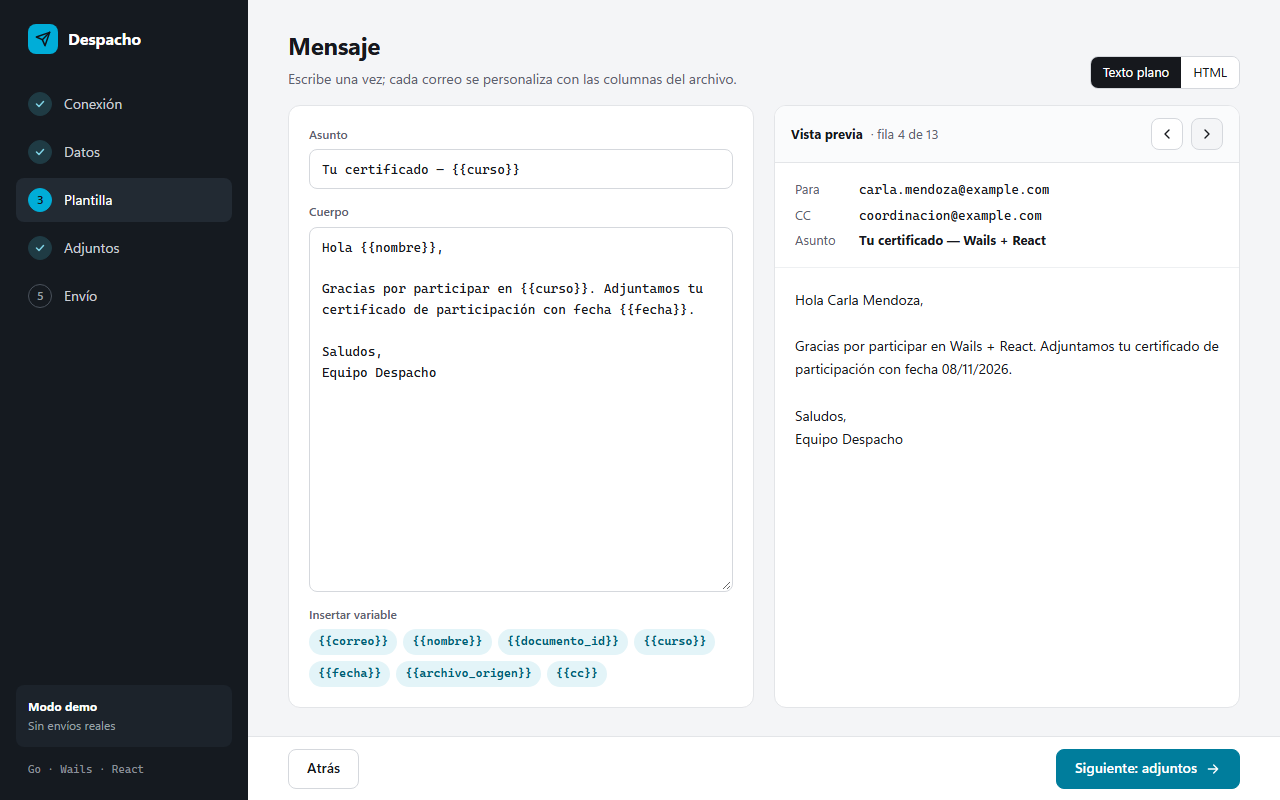 Despacho
Conexión
Datos
3 Plantilla
Adjuntos
5 Envío
Modo demo
Sin envíos reales
Go · Wails · React
Mensaje
Escribe una vez; cada correo se personaliza con las columnas del archivo.
Texto plano HTML
Asunto
Tu certificado — {{curso}}
Cuerpo
Hola {{nombre}},
Gracias por participar en {{curso}}. Adjuntamos tu
certificado de participación con fecha {{fecha}}.
Saludos,
Equipo Despacho
Insertar variable
{{correo}} {{nombre}} {{documento_id}} {{curso}}
{{fecha}} {{archivo_origen}} {{cc}}
Vista previa · fila 4 de 13
Para carla.mendoza@example.com
CC coordinacion@example.com
Asunto Tu certificado — Wails + React
Hola Carla Mendoza,
Gracias por participar en Wails + React. Adjuntamos tu certificado de
participación con fecha 08/11/2026.
Saludos,
Equipo Despacho
Atrás
Siguiente: adjuntos →